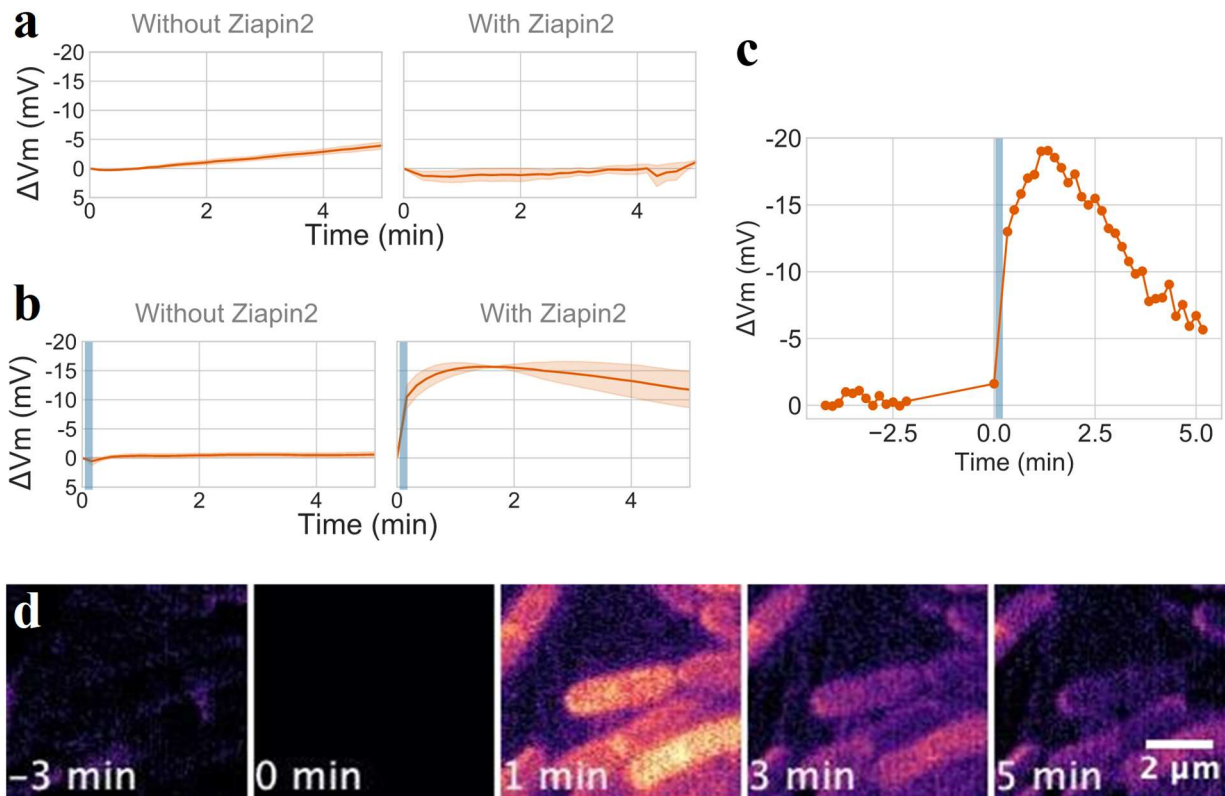 a
Without Ziapin2
With Ziapin2
-20
-15
-10
-5
0
5
ΔVm (mV)
0 2 4
0 2 4
Time (min)
b
Without Ziapin2
With Ziapin2
-20
-15
-10
-5
0
5
ΔVm (mV)
0 2 4
0 2 4
Time (min)
c
-20
-15
-10
-5
0
ΔVm (mV)
−2.5 0.0 2.5 5.0
Time (min)
d
−3 min
0 min
1 min
3 min
5 min
2 μm